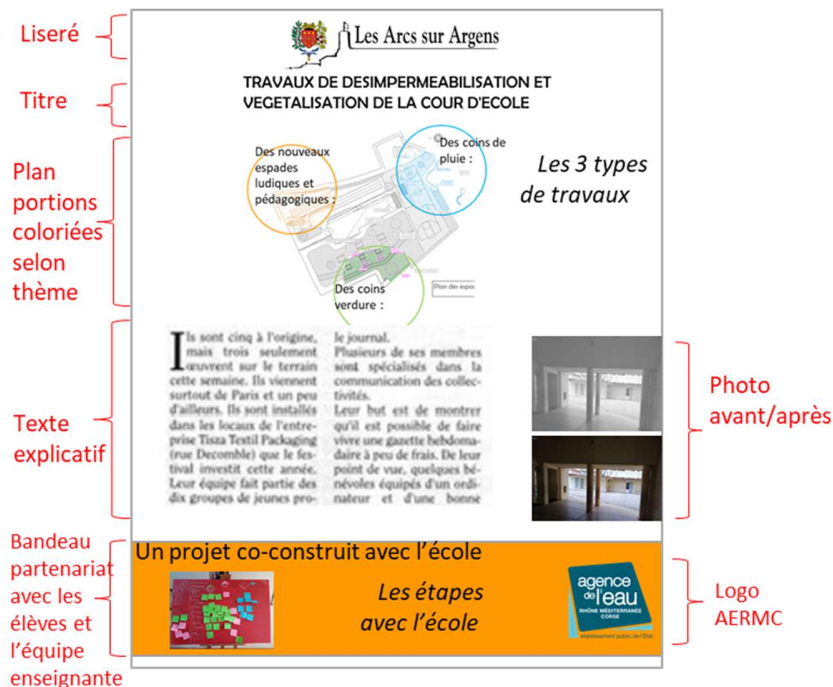 Liseré
Les Arcs sur Argens
Titre
TRAVAUX DE DESIMPERMEABILISATION ET
VEGETALISATION DE LA COUR D'ECOLE
Plan
portions
coloriées
selon
thème
Des nouveaux
espades
ludiques et
pédagogiques :
Des coins de
pluie :
Les 3 types
de travaux
Des coins
verdure :
Plan des espac
Texte
explicatif
Ils sont cinq à l'origine,
mais trois seulement
œuvrent sur le terrain
cette semaine. Ils viennent
surtout de Paris et un peu
d'ailleurs. Ils sont installés
dans les locaux de l'entre-
prise Tisza Textil Packaging
(rue Decomble) que le fes-
tival investit cette année.
Leur équipe fait partie des
dix groupes de jeunes pro-
le journal.
Plusieurs de ses membres
sont spécialisés dans la
communication des collec-
tivités.
Leur but est de montrer
qu'il est possible de faire
vivre une gazette hebdoma-
daire à peu de frais. De leur
point de vue, quelques bé-
névoles équipés d'un ordi-
nateur et d'une bonne
Photo
avant/après
Bandeau
partenariat
avec les
élèves et
l'équipe
enseignante
Un projet co-construit avec l'école
Les étapes
avec l'école
agence
de l'eau
RHÔNE MÉDITERRANÉE
CORSE
établissement public de l'État
Logo
AERMC